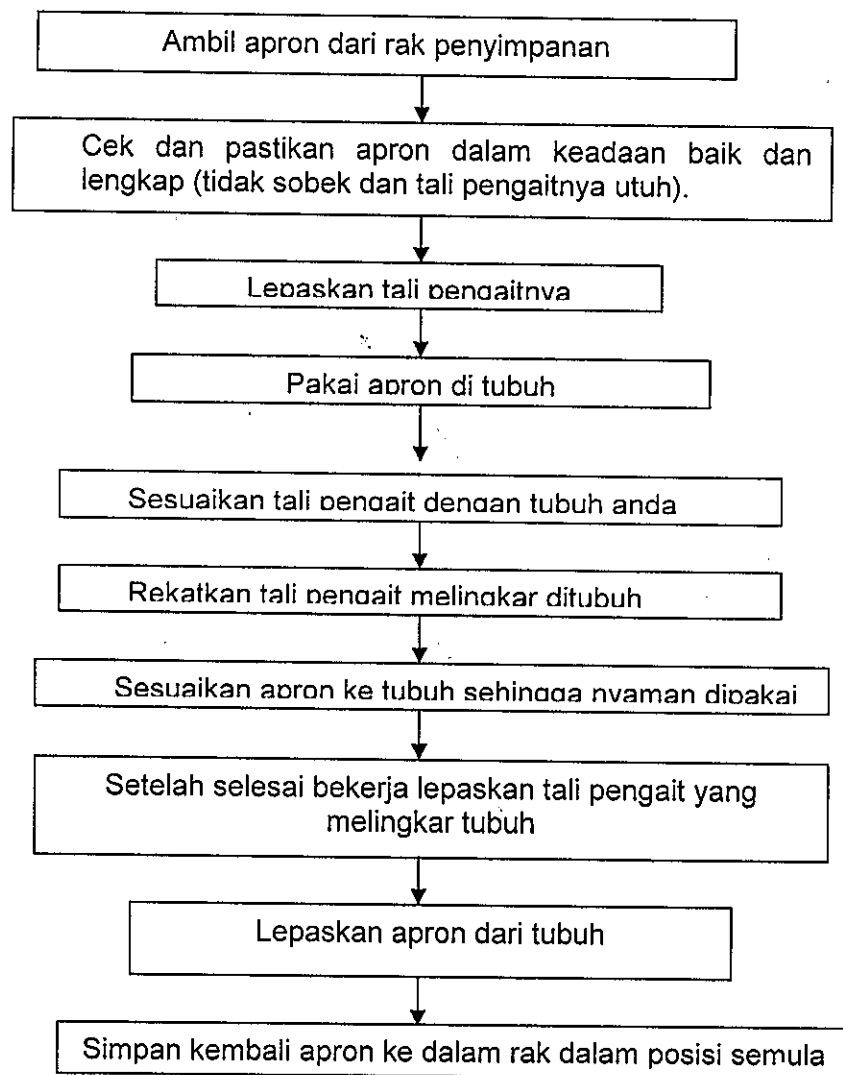 Ambil apron dari rak penyimpanan
Cek dan pastikan apron dalam keadaan baik dan
lengkap (tidak sobek dan tali pengaitnya utuh).
Lepaskan tali pengaitnya
Pakai apron di tubuh
Sesuaikan tali pengait dengan tubuh anda
Rekatkan tali pengait melingkar ditubuh
Sesuaikan apron ke tubuh sehingga nyaman dipakai
Setelah selesai bekerja lepaskan tali pengait yang
melingkar tubuh
Lepaskan apron dari tubuh
Simpan kembali apron ke dalam rak dalam posisi semula